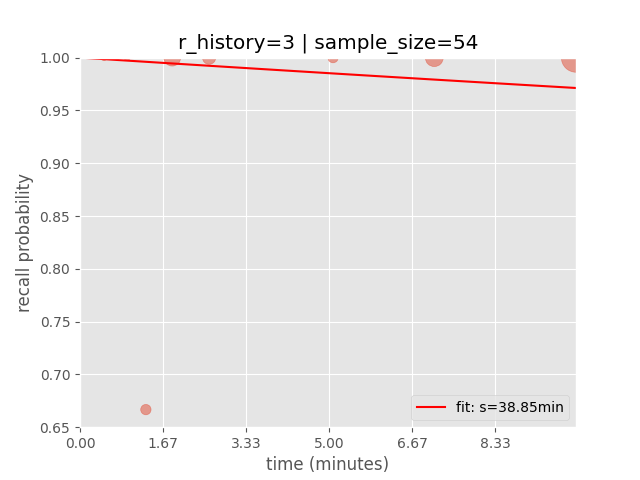 r_history=3 | sample_size=54
1.00
0.95
0.90
0.85
0.80
0.75
0.70
0.65
recall probability
fit: s=38.85min
0.00 1.67 3.33 5.00 6.67 8.33
time (minutes)